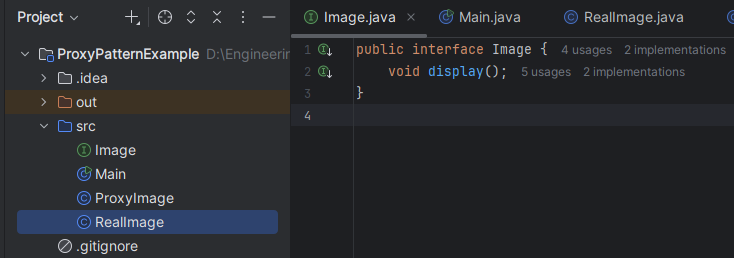 Project
ProxyPatternExample D:\Engineerin
.idea
out
src
Image
Main
ProxyImage
RealImage
.gitignore
Image.java
Main.java
RealImage.java
1 public interface Image { 4 usages 2 implementations
2 void display(); 5 usages 2 implementations
3 }
4